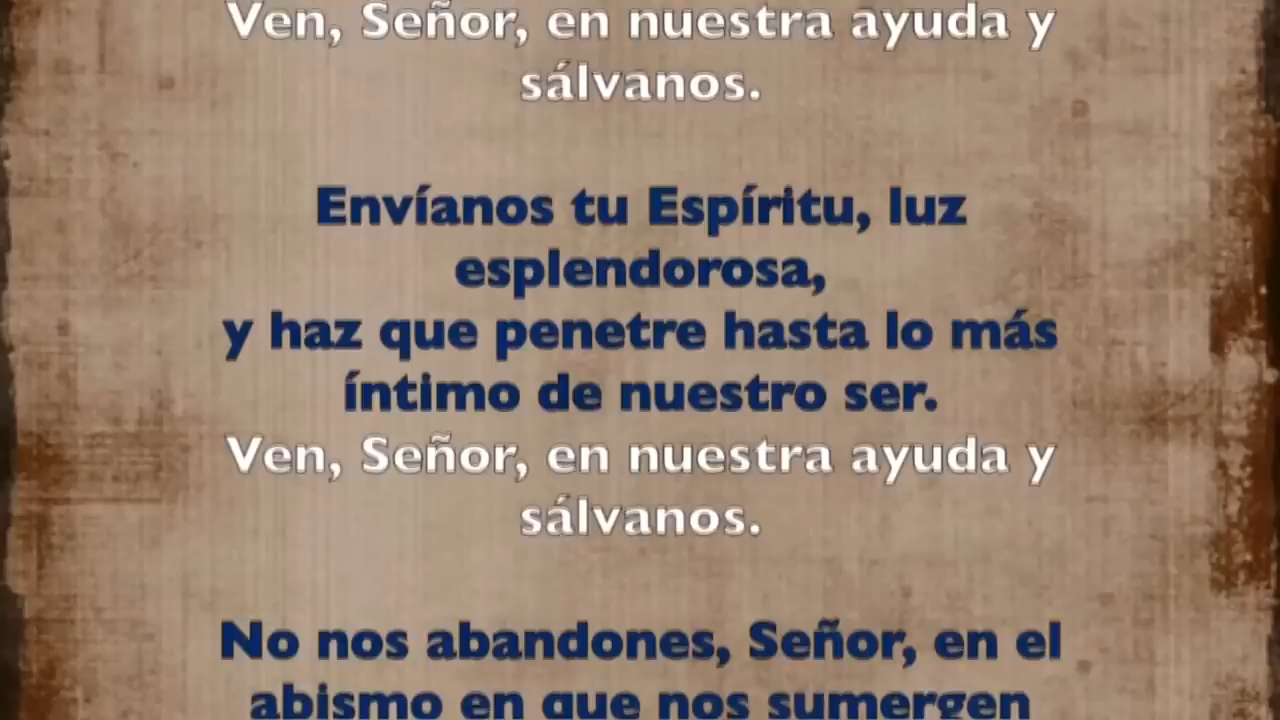 Ven, Señor, en nuestra ayuda y
sálvanos.
Envíanos tu Espíritu, luz
esplendorosa,
y haz que penetre hasta lo más
íntimo de nuestro ser.
Ven, Señor, en nuestra ayuda y
sálvanos.
No nos abandones, Señor, en el
abismo en que nos sumergen